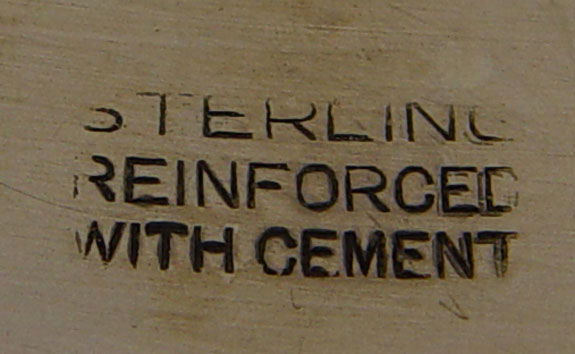 STERLING
REINFORCED
WITH CEMENT